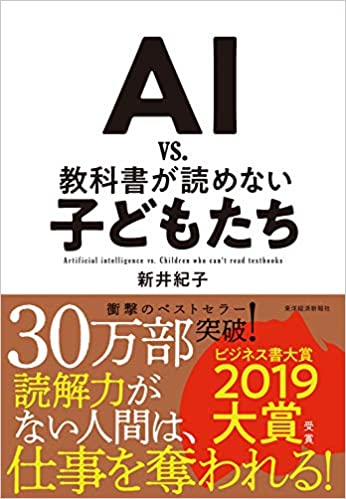 AI
vs.
教科書が読めない
子どもたち
Artificial intelligence vs. Children who can't read textbooks
新井紀子
東洋経済新報社
衝撃のベストセラー
30万部突破!
ビジネス書大賞
2019
大賞受賞
読解力が
ない人間は、
仕事を奪われる!